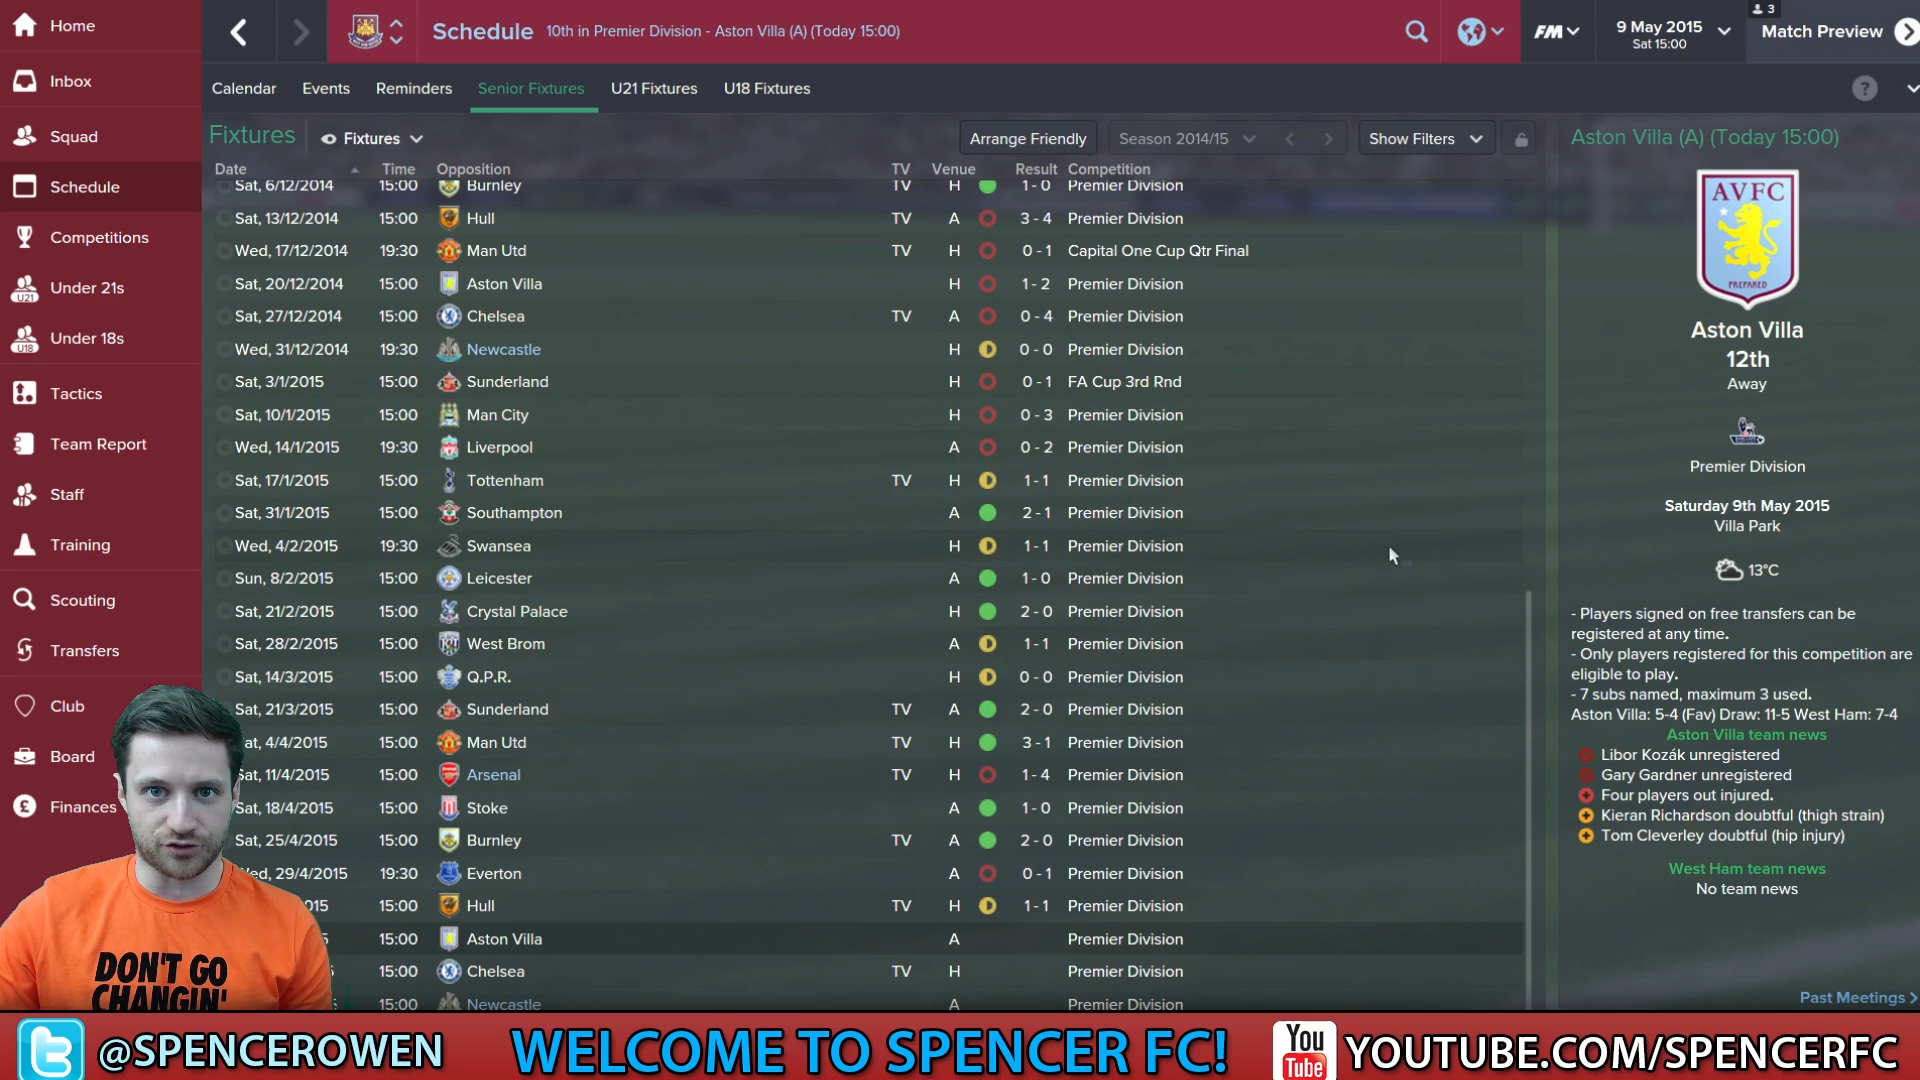 Home
Inbox
Squad
Schedule
Competitions
Under 21s
Under 18s
Tactics
Team Report
Staff
Training
Scouting
Transfers
Club
Board
Finances
Schedule 10th in Premier Division - Aston Villa (A) (Today 15:00)
FM
9 May 2015
Sat 15:00
3
Match Preview
Calendar Events Reminders Senior Fixtures U21 Fixtures U18 Fixtures
Fixtures Fixtures Arrange Friendly Season 2014/15 Show Filters
Date Time Opposition TV Venue Result Competition
Sat, 6/12/2014 15:00 Burnley TV H 1 - 0 Premier Division
Sat, 13/12/2014 15:00 Hull TV A 3 - 4 Premier Division
Wed, 17/12/2014 19:30 Man Utd TV H 0 - 1 Capital One Cup Qtr Final
Sat, 20/12/2014 15:00 Aston Villa H 1 - 2 Premier Division
Sat, 27/12/2014 15:00 Chelsea TV A 0 - 4 Premier Division
Wed, 31/12/2014 19:30 Newcastle H 0 - 0 Premier Division
Sat, 3/1/2015 15:00 Sunderland H 0 - 1 FA Cup 3rd Rnd
Sat, 10/1/2015 15:00 Man City H 0 - 3 Premier Division
Wed, 14/1/2015 19:30 Liverpool A 0 - 2 Premier Division
Sat, 17/1/2015 15:00 Tottenham TV H 1 - 1 Premier Division
Sat, 31/1/2015 15:00 Southampton A 2 - 1 Premier Division
Wed, 4/2/2015 19:30 Swansea H 1 - 1 Premier Division
Sun, 8/2/2015 15:00 Leicester A 1 - 0 Premier Division
Sat, 21/2/2015 15:00 Crystal Palace H 2 - 0 Premier Division
Sat, 28/2/2015 15:00 West Brom A 1 - 1 Premier Division
Sat, 14/3/2015 15:00 Q.P.R. H 0 - 0 Premier Division
Sat, 21/3/2015 15:00 Sunderland TV A 2 - 0 Premier Division
at, 4/4/2015 15:00 Man Utd TV H 3 - 1 Premier Division
Sat, 11/4/2015 15:00 Arsenal TV H 1 - 4 Premier Division
Sat, 18/4/2015 15:00 Stoke A 1 - 0 Premier Division
Sat, 25/4/2015 15:00 Burnley TV A 2 - 0 Premier Division
ed, 29/4/2015 19:30 Everton A 0 - 1 Premier Division
015 15:00 Hull TV H 1 - 1 Premier Division
15:00 Aston Villa A Premier Division
15:00 Chelsea TV H Premier Division
15:00 Newcastle A Premier Division
Aston Villa (A) (Today 15:00)
AVFC
PREPARED
Aston Villa
12th
Away
Premier Division
Saturday 9th May 2015
Villa Park
13°C
- Players signed on free transfers can be
registered at any time.
- Only players registered for this competition are
eligible to play.
- 7 subs named, maximum 3 used.
Aston Villa: 5-4 (Fav) Draw: 11-5 West Ham: 7-4
Aston Villa team news
Libor Kozák unregistered
Gary Gardner unregistered
Four players out injured.
Kieran Richardson doubtful (thigh strain)
Tom Cleverley doubtful (hip injury)
West Ham team news
No team news
Past Meetings
DON'T GO
CHANGIN'
@SPENCEROWEN WELCOME TO SPENCER FC! You Tube YOUTUBE.COM/SPENCERFC